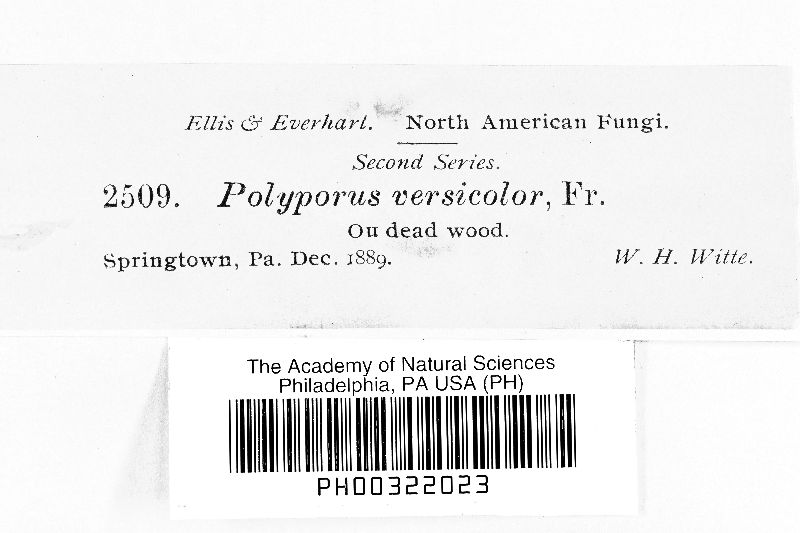 Ellis & Everhart. North American Fungi.
Second Series.
2509. Polyporus versicolor, Fr.
On dead wood.
Springtown, Pa. Dec. 1889. W. H. Witte.
The Academy of Natural Sciences
Philadelphia, PA USA (PH)
PH00322023